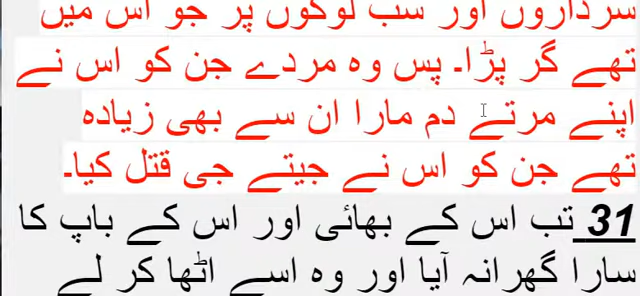 سرداروں اور سب لوگوں پر جو اس میں
تھے گر پڑا۔ پس وہ مردے جن کو اس نے
اپنے مرتے دم مارا ان سے بھی زیادہ
تھے جن کو اس نے جیتے جی قتل کیا۔
31 تب اس کے بھائی اور اس کے باپ کا
سارا گھرانہ آیا اور وہ اسے اٹھا کر لے